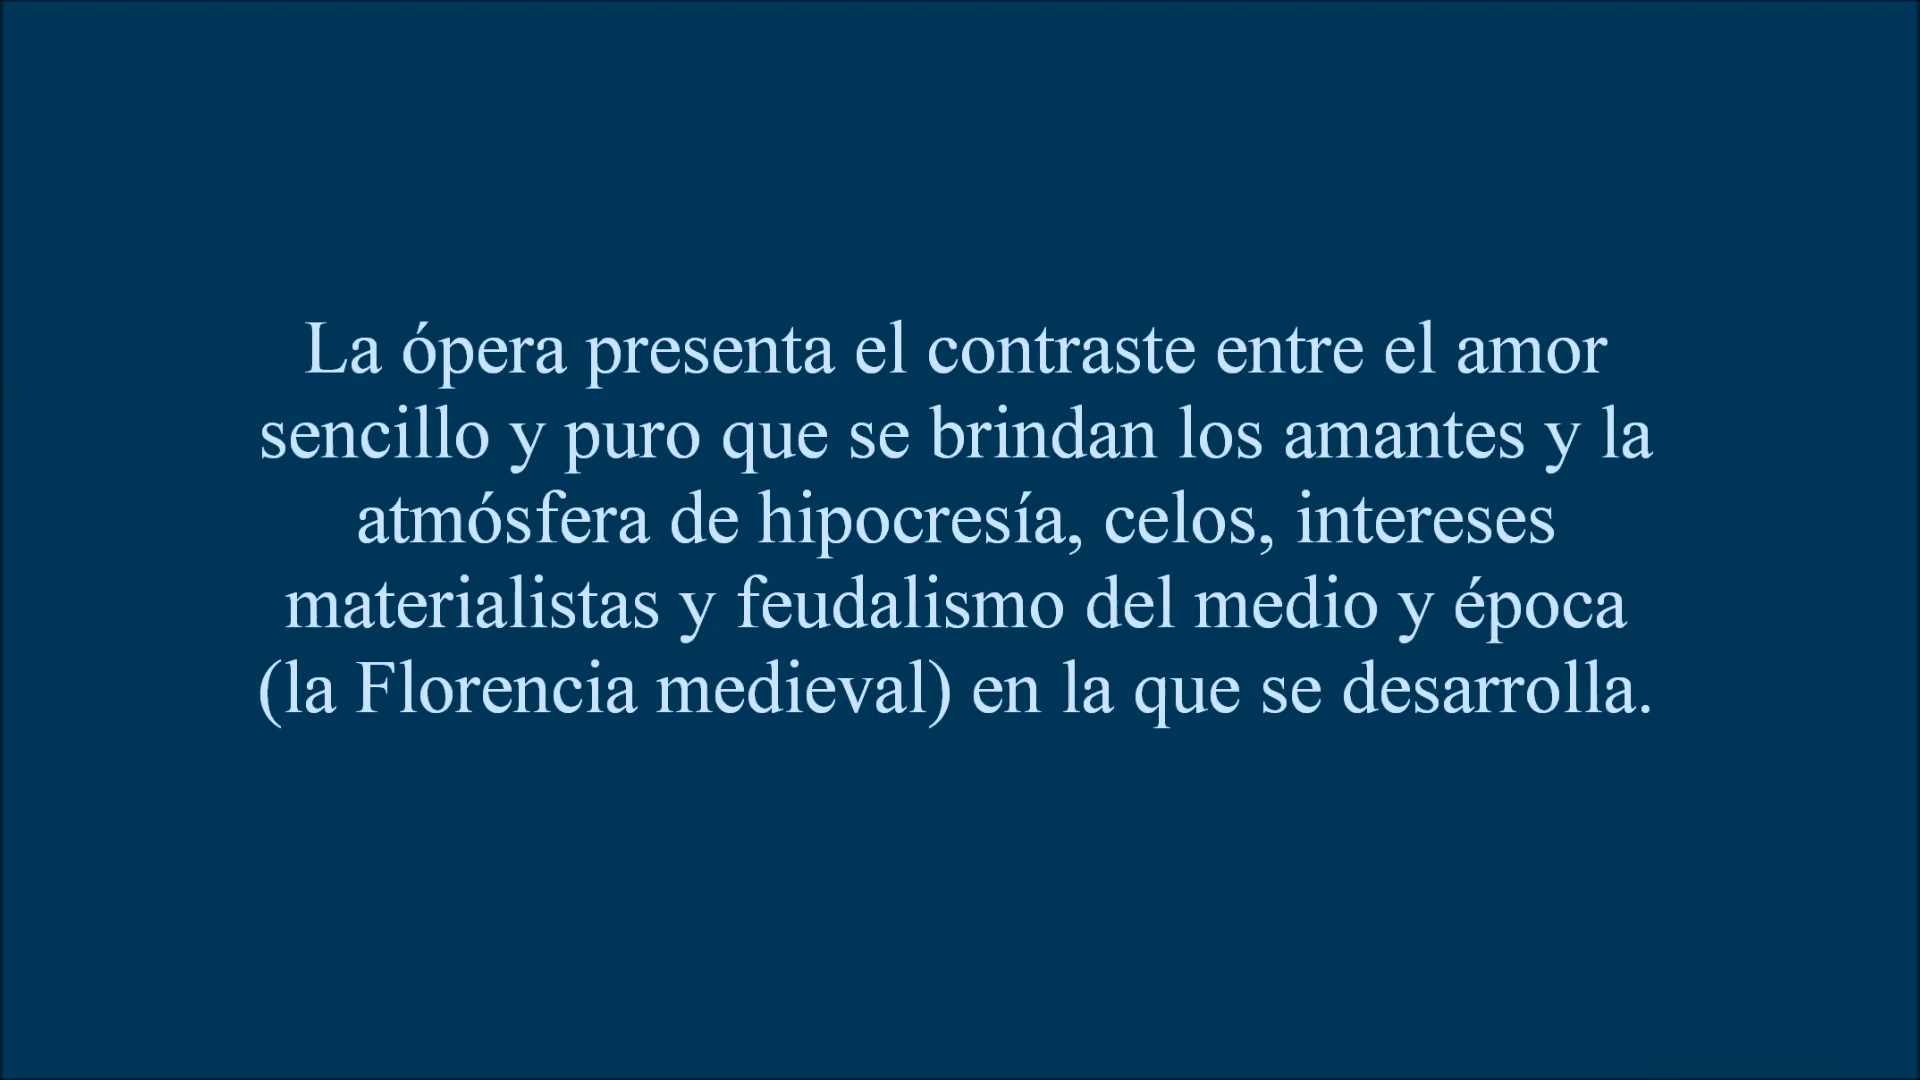 La ópera presenta el contraste entre el amor
sencillo y puro que se brindan los amantes y la
atmósfera de hipocresía, celos, intereses
materialistas y feudalismo del medio y época
(la Florencia medieval) en la que se desarrolla.